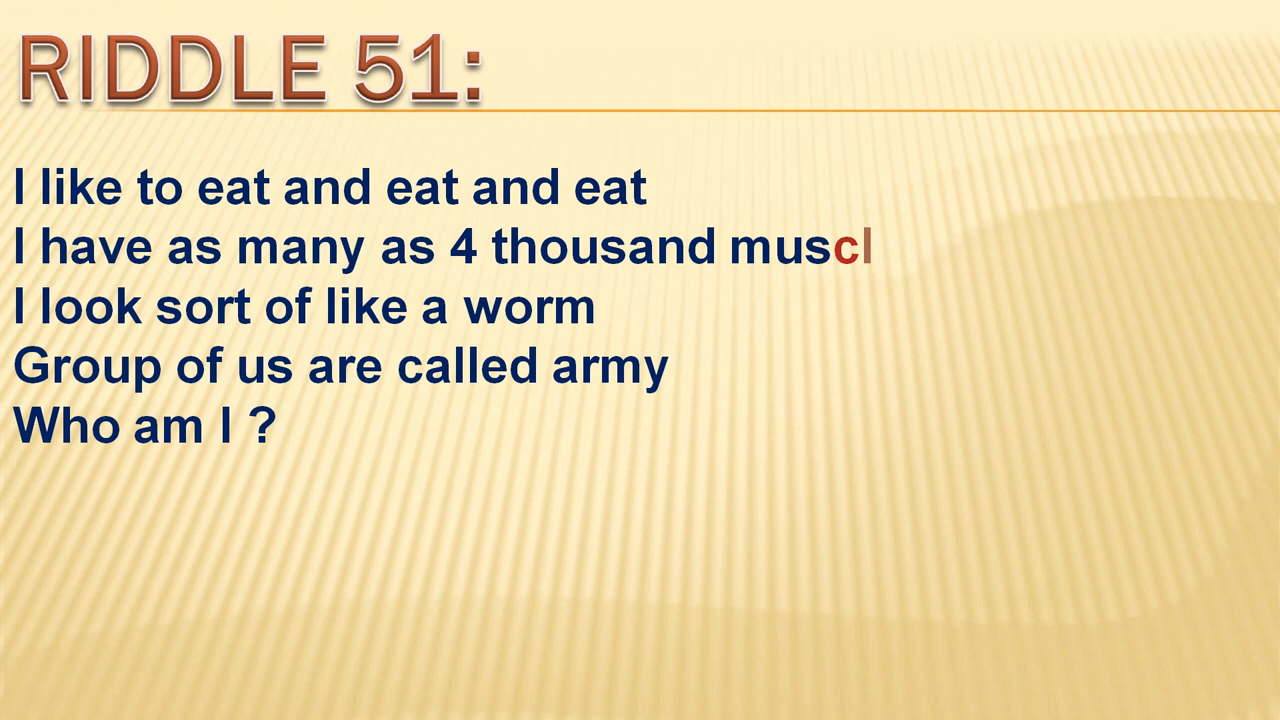 RIDDLE 51:
I like to eat and eat and eat
I have as many as 4 thousand muscl
I look sort of like a worm
Group of us are called army
Who am I ?